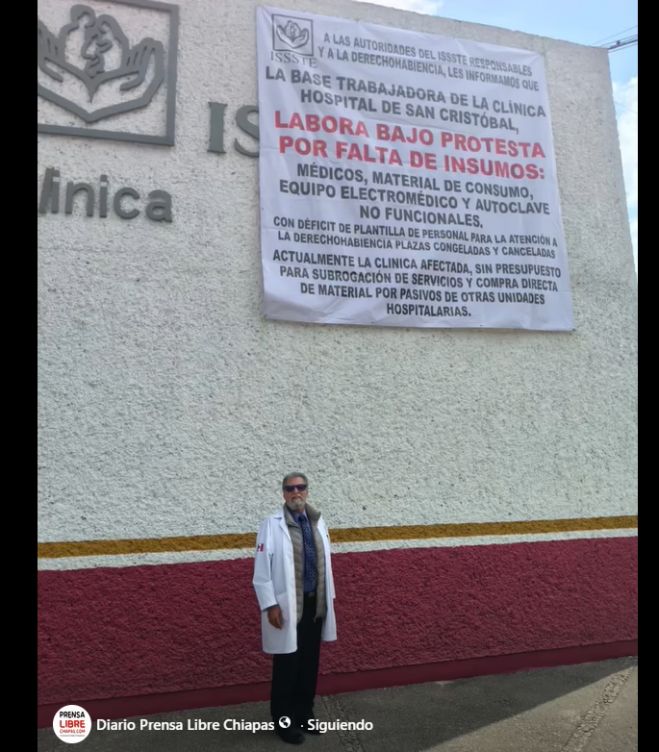 ISSSTE
A LAS AUTORIDADES DEL ISSSTE RESPONSABLES
Y A LA DERECHOHABIENCIA, LES INFORMAMOS QUE
LA BASE TRABAJADORA DE LA CLÍNICA
HOSPITAL DE SAN CRISTÓBAL,
LABORA BAJO PROTESTA
POR FALTA DE INSUMOS:
MÉDICOS, MATERIAL DE CONSUMO,
EQUIPO ELECTROMÉDICO Y AUTOCLAVE
NO FUNCIONALES,
CON DÉFICIT DE PLANTILLA DE PERSONAL PARA LA ATENCIÓN A
LA DERECHOHABIENCIA PLAZAS CONGELADAS Y CANCELADAS
ACTUALMENTE LA CLINICA AFECTADA, SIN PRESUPUESTO
PARA SUBROGACIÓN DE SERVICIOS Y COMPRA DIRECTA
DE MATERIAL POR PASIVOS DE OTRAS UNIDADES
HOSPITALARIAS.
IS
línica
PRENSA
LIBRE
CHIAPAS.COM
Diario Prensa Libre Chiapas · Siguiendo